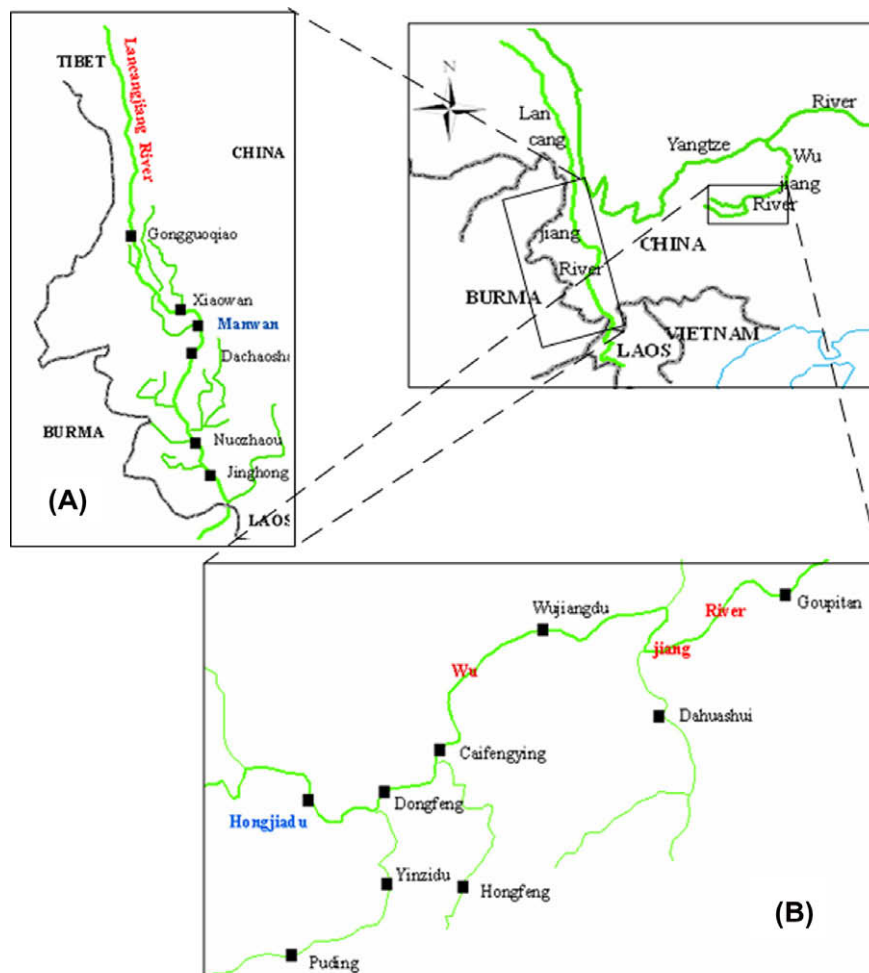 TIBET
Lancangjiang River
CHINA
Gongguoqiao
Xiaowan
Manwan
Dachaosha
BURMA
Nuozhaou
Jinghong
(A)
LAOS
N
Lan
cang
jiang
River
Yangtze
River
Wu
jiang
River
CHINA
BURMA
VIETNAM
LAOS
Wujiangdu
River
Goupitan
jiang
Wu
Dahuashui
Caifengying
Dongfeng
Hongjiadu
Yinzidu
Hongfeng
(B)
Puding